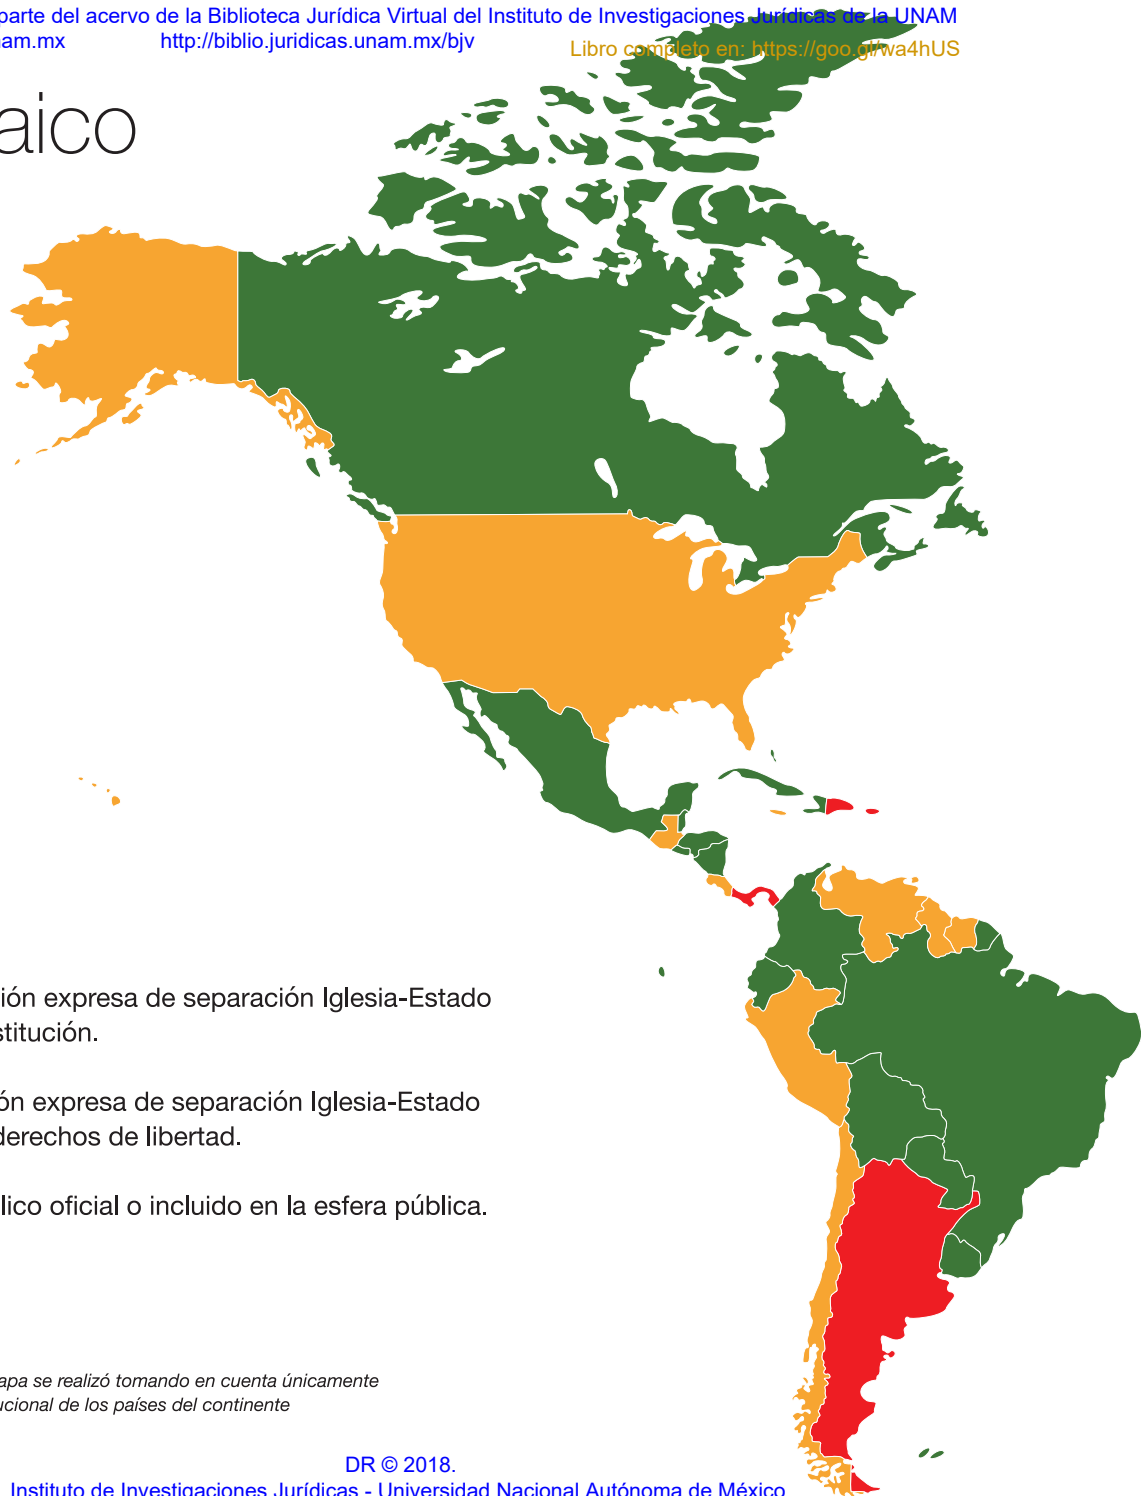 parte del acervo de la Biblioteca Jurídica Virtual del Instituto de Investigaciones Jurídicas de la UNAM
nam.mx http://biblio.juridicas.unam.mx/bjv
Libro completo en: https://goo.gl/wa4hUS
aico
ión expresa de separación Iglesia-Estado
stitución.
ón expresa de separación Iglesia-Estado
derechos de libertad.
lico oficial o incluido en la esfera pública.
apa se realizó tomando en cuenta únicamente
ucional de los países del continente
DR © 2018.
Instituto de Investigaciones Jurídicas - Universidad Nacional Autónoma de México